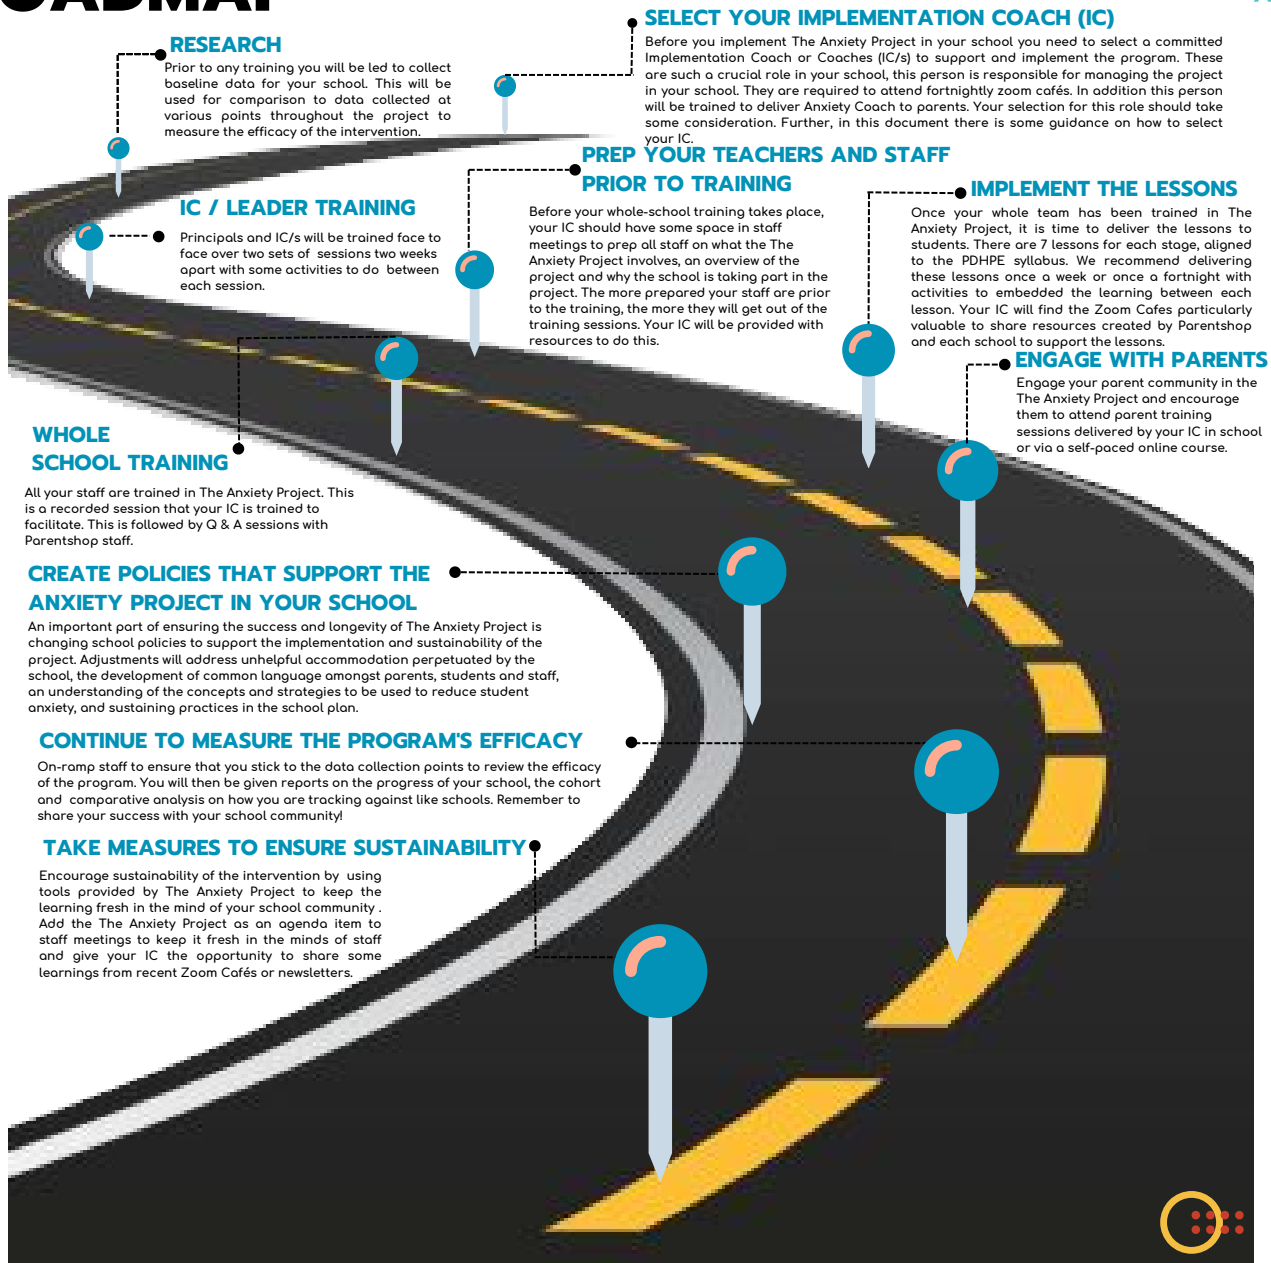 SELECT YOUR IMPLEMENTATION COACH (IC)
Before you implement The Anxiety Project in your school you need to select a committed
Implementation Coach or Coaches (IC/s) to support and implement the program. These
are such a crucial role in your school, this person is responsible for managing the project
in your school. They are required to attend fortnightly zoom cafés. In addition this person
will be trained to deliver Anxiety Coach to parents. Your selection for this role should take
some consideration. Further, in this document there is some guidance on how to select
your IC.
RESEARCH
Prior to any training you will be led to collect
baseline data for your school. This will be
used for comparison to data collected at
various points throughout the project to
measure the efficacy of the intervention.
IC / LEADER TRAINING
Principals and IC/s will be trained face to
face over two sets of sessions two weeks
apart with some activities to do between
each session.
PREP YOUR TEACHERS AND STAFF
PRIOR TO TRAINING
Before your whole-school training takes place,
your IC should have some space in staff
meetings to prep all staff on what the The
Anxiety Project involves, an overview of the
project and why the school is taking part in the
project. The more prepared your staff are prior
to the training, the more they will get out of the
training sessions. Your IC will be provided with
resources to do this.
IMPLEMENT THE LESSONS
Once your whole team has been trained in The
Anxiety Project, it is time to deliver the lessons to
students. There are 7 lessons for each stage, aligned
to the PDHPE syllabus. We recommend delivering
these lessons once a week or once a fortnight with
activities to embedded the learning between each
lesson. Your IC will find the Zoom Cafes particularly
valuable to share resources created by Parentshop
and each school to support the lessons.
ENGAGE WITH PARENTS
Engage your parent community in the
The Anxiety Project and encourage
them to attend parent training
sessions delivered by your IC in school
or via a self-paced online course.
WHOLE
SCHOOL TRAINING
All your staff are trained in The Anxiety Project. This
is a recorded session that your IC is trained to
facilitate. This is followed by Q & A sessions with
Parentshop staff.
CREATE POLICIES THAT SUPPORT THE
ANXIETY PROJECT IN YOUR SCHOOL
An important part of ensuring the success and longevity of The Anxiety Project is
changing school policies to support the implementation and sustainability of the
project. Adjustments will address unhelpful accommodation perpetuated by the
school, the development of common language amongst parents, students and staff,
an understanding of the concepts and strategies to be used to reduce student
anxiety, and sustaining practices in the school plan.
CONTINUE TO MEASURE THE PROGRAM'S EFFICACY
On-ramp staff to ensure that you stick to the data collection points to review the efficacy
of the program. You will then be given reports on the progress of your school, the cohort
and comparative analysis on how you are tracking against like schools. Remember to
share your success with your school community!
TAKE MEASURES TO ENSURE SUSTAINABILITY
Encourage sustainability of the intervention by using
tools provided by The Anxiety Project to keep the
learning fresh in the mind of your school community .
Add the The Anxiety Project as an agenda item to
staff meetings to keep it fresh in the minds of staff
and give your IC the opportunity to share some
learnings from recent Zoom Cafés or newsletters.